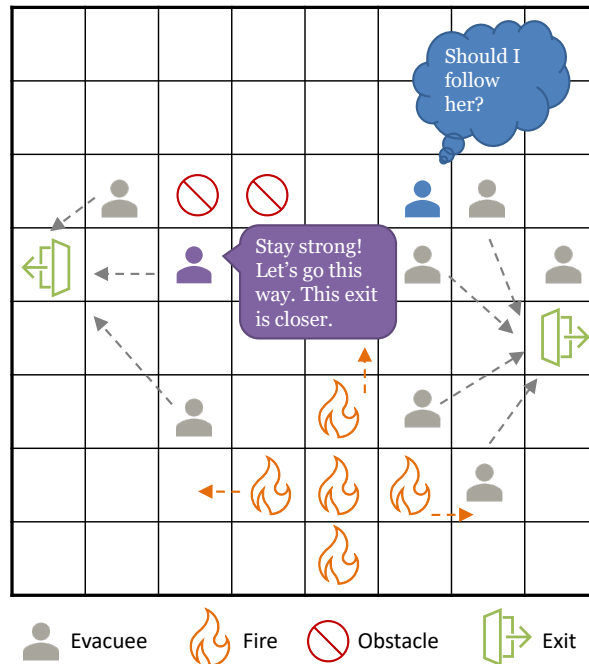 Should I
follow
her?
Stay strong!
Let’s go this
way. This exit
is closer.
Evacuee
Fire
Obstacle
Exit